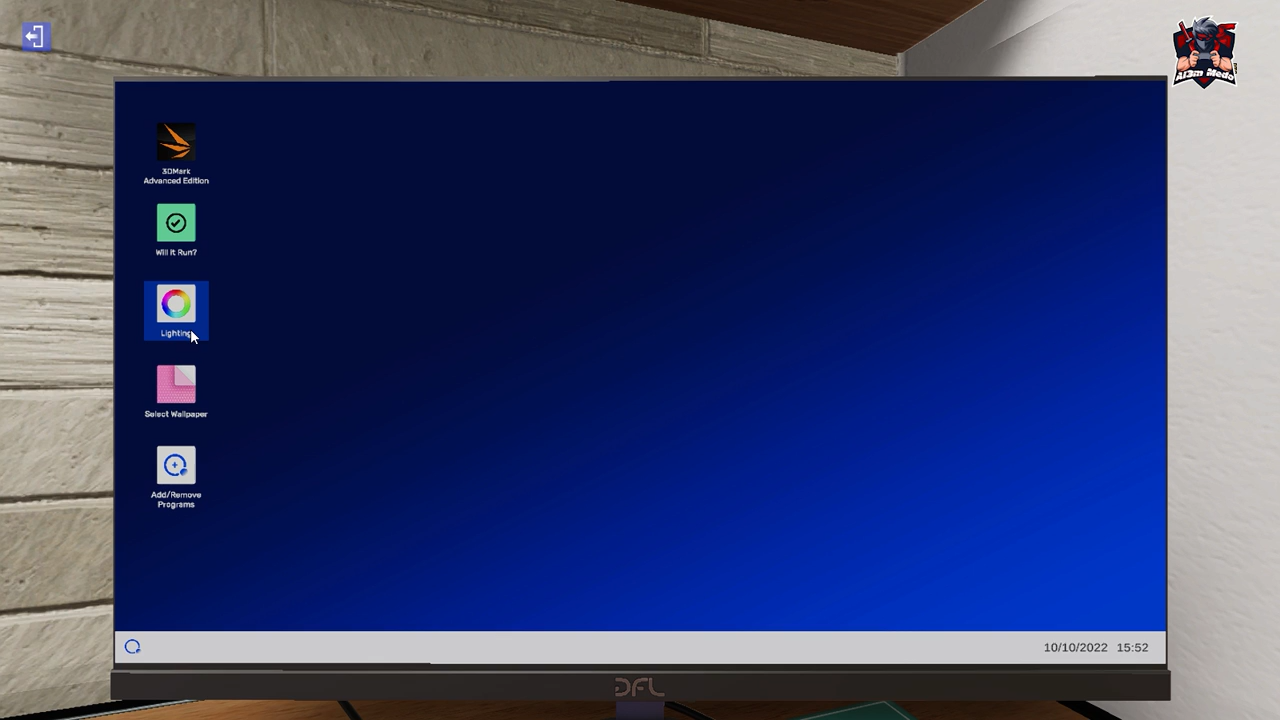 3DMark
Advanced Edition
Will It Run?
Lighting
Select Wallpaper
Add/Remove
Programs
10/10/2022 15:52
DFL